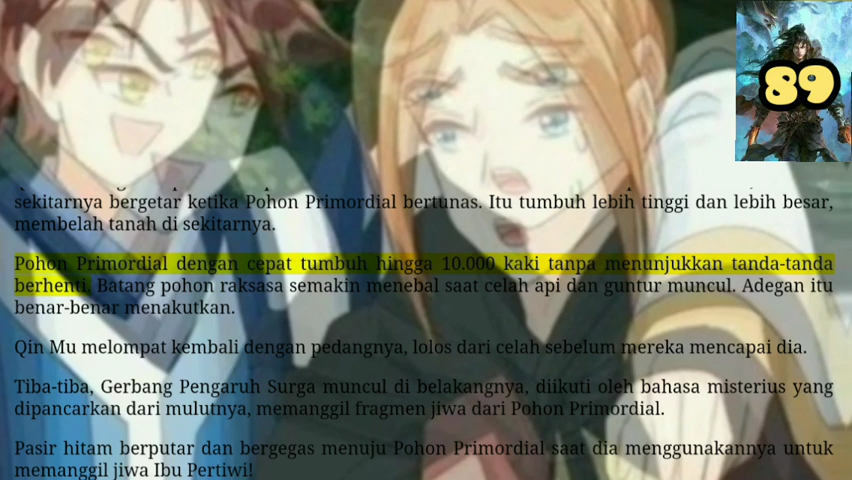 89
sekitarnya bergetar ketika Pohon Primordial bertunas. Itu tumbuh lebih tinggi dan lebih besar,
membelah tanah di sekitarnya.
Pohon Primordial dengan cepat tumbuh hingga 10.000 kaki tanpa menunjukkan tanda-tanda
berhenti. Batang pohon raksasa semakin menebal saat celah api dan guntur muncul. Adegan itu
benar-benar menakutkan.
Qin Mu melompat kembali dengan pedangnya, lolos dari celah sebelum mereka mencapai dia.
Tiba-tiba, Gerbang Pengaruh Surga muncul di belakangnya, diikuti oleh bahasa misterius yang
dipancarkan dari mulutnya, memanggil fragmen jiwa dari Pohon Primordial.
Pasir hitam berputar dan bergegas menuju Pohon Primordial saat dia menggunakannya untuk
memanggil jiwa Ibu Pertiwi!